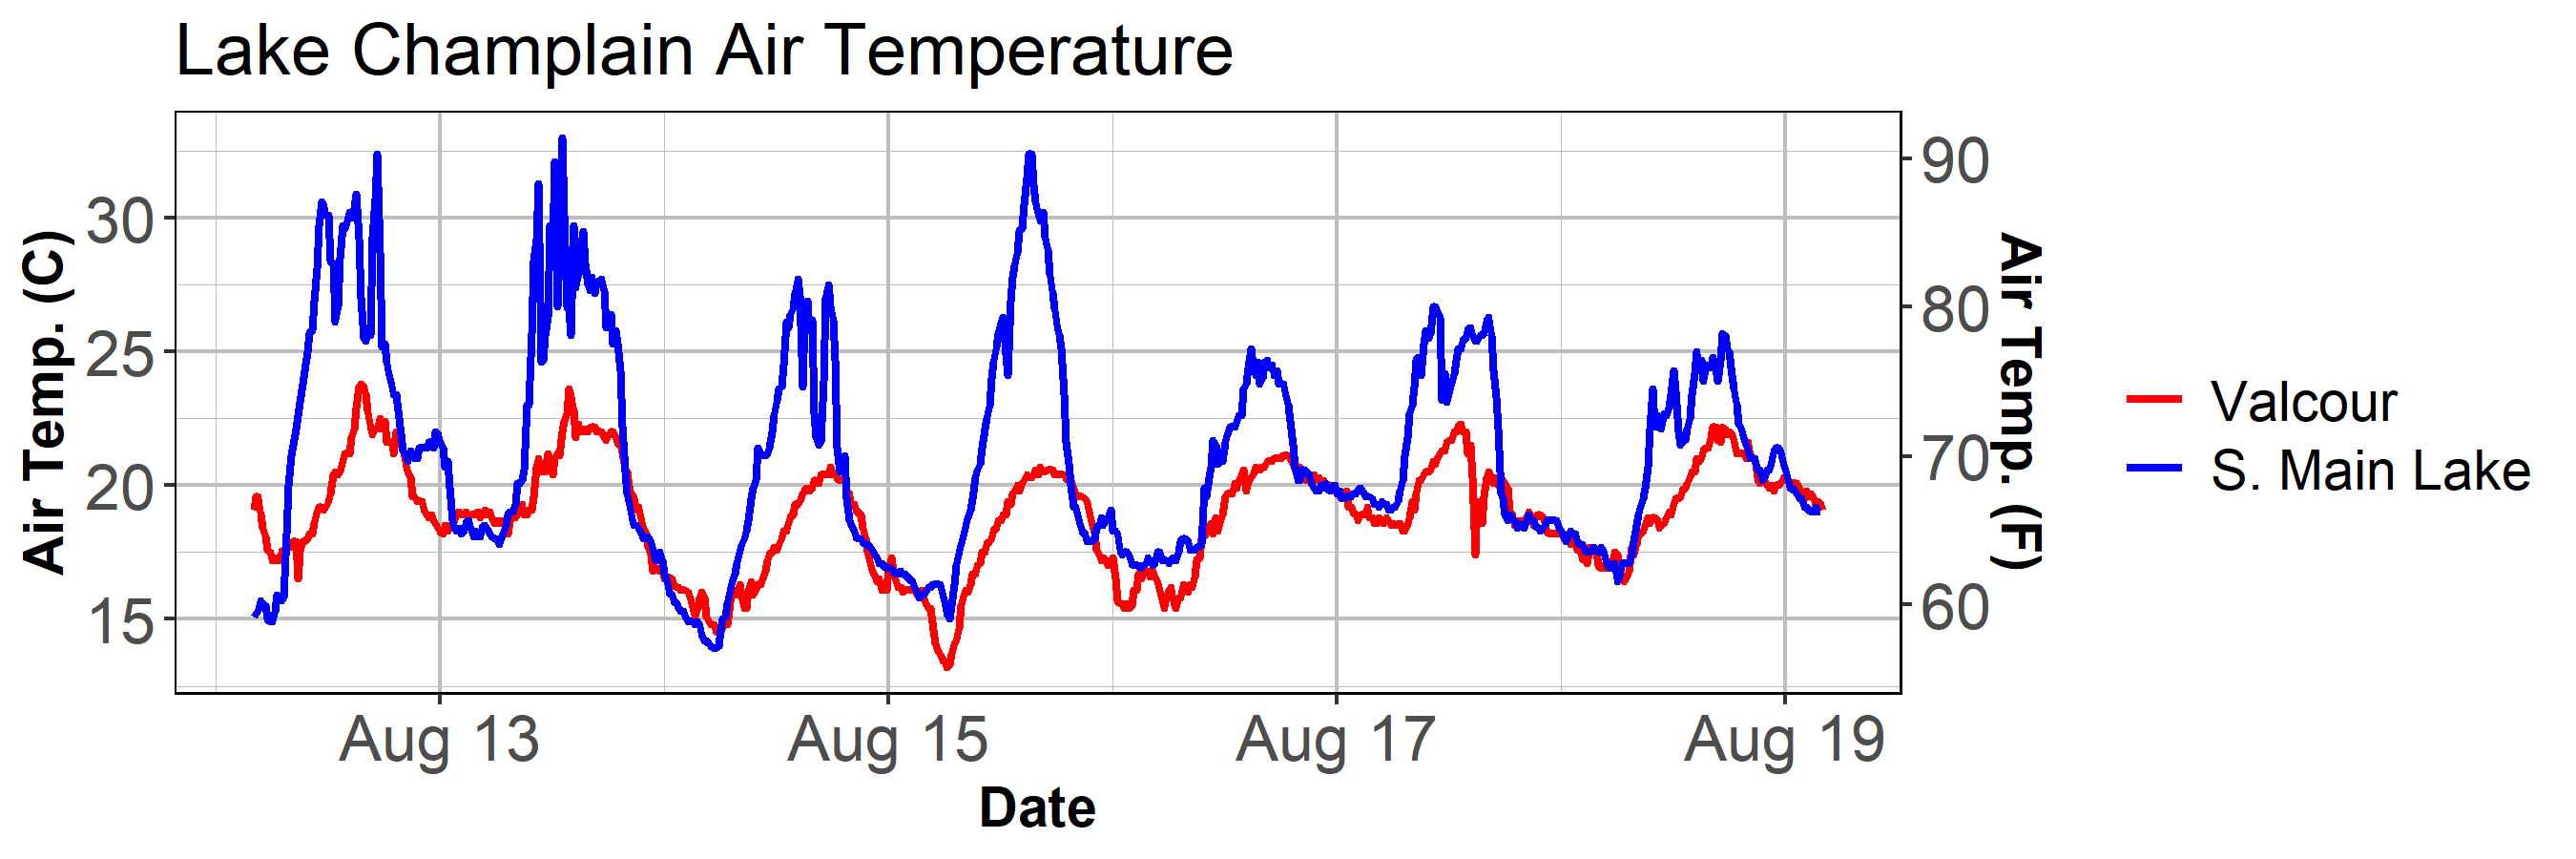 Lake Champlain Air Temperature
Air Temp. (C)
30
25
20
15
90
80
70
60
Air Temp. (F)
Aug 13
Aug 15
Aug 17
Aug 19
Date
Valcour
S. Main Lake